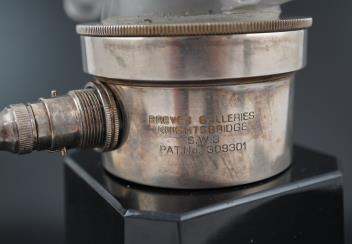 BREVES GALLERIES
KNIGHTSBRIDGE
S.W.3
PAT. No. 309301